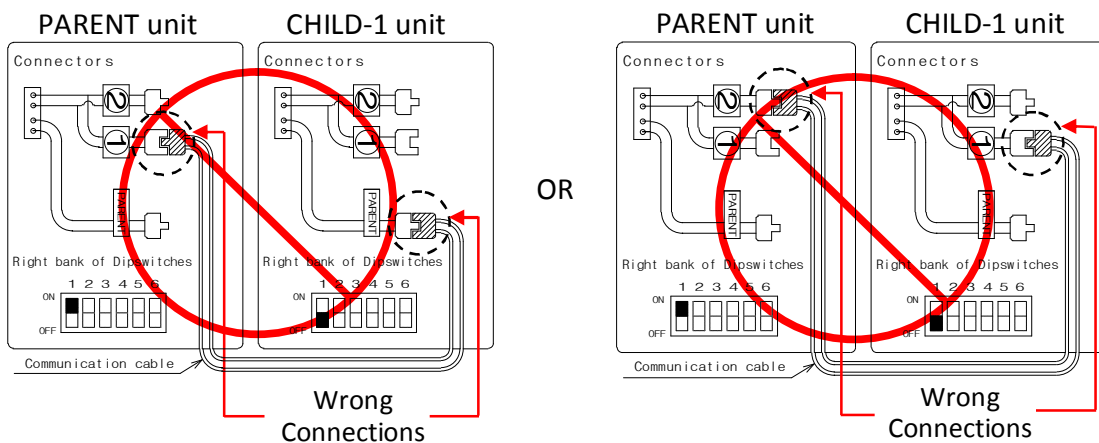 PARENT unit
CHILD-1 unit
Connectors
Connectors
2
1
PARENT
2
1
PARENT
Right bank of Dipswitches
Right bank of Dipswitches
1 2 3 4 5 6
ON
OFF
1 2 3 4 5 6
ON
OFF
Communication cable
Wrong
Connections
OR
PARENT unit
CHILD-1 unit
Connectors
Connectors
2
1
PARENT
2
1
PARENT
Right bank of Dipswitches
Right bank of Dipswitches
1 2 3 4 5 6
ON
OFF
1 2 3 4 5 6
ON
OFF
Communication cable
Wrong
Connections